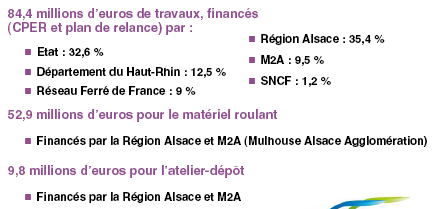 84,4 millions d'euros de travaux, financés
(CPER et plan de relance) par :
Etat : 32,6 %
Département du Haut-Rhin : 12,5 %
Réseau Ferré de France : 9 %
Région Alsace : 35,4 %
M2A : 9,5 %
SNCF : 1,2 %
52,9 millions d'euros pour le matériel roulant
Financés par la Région Alsace et M2A (Mulhouse Alsace Agglomération)
9,8 millions d'euros pour l'atelier-dépôt
Financés par la Région Alsace et M2A